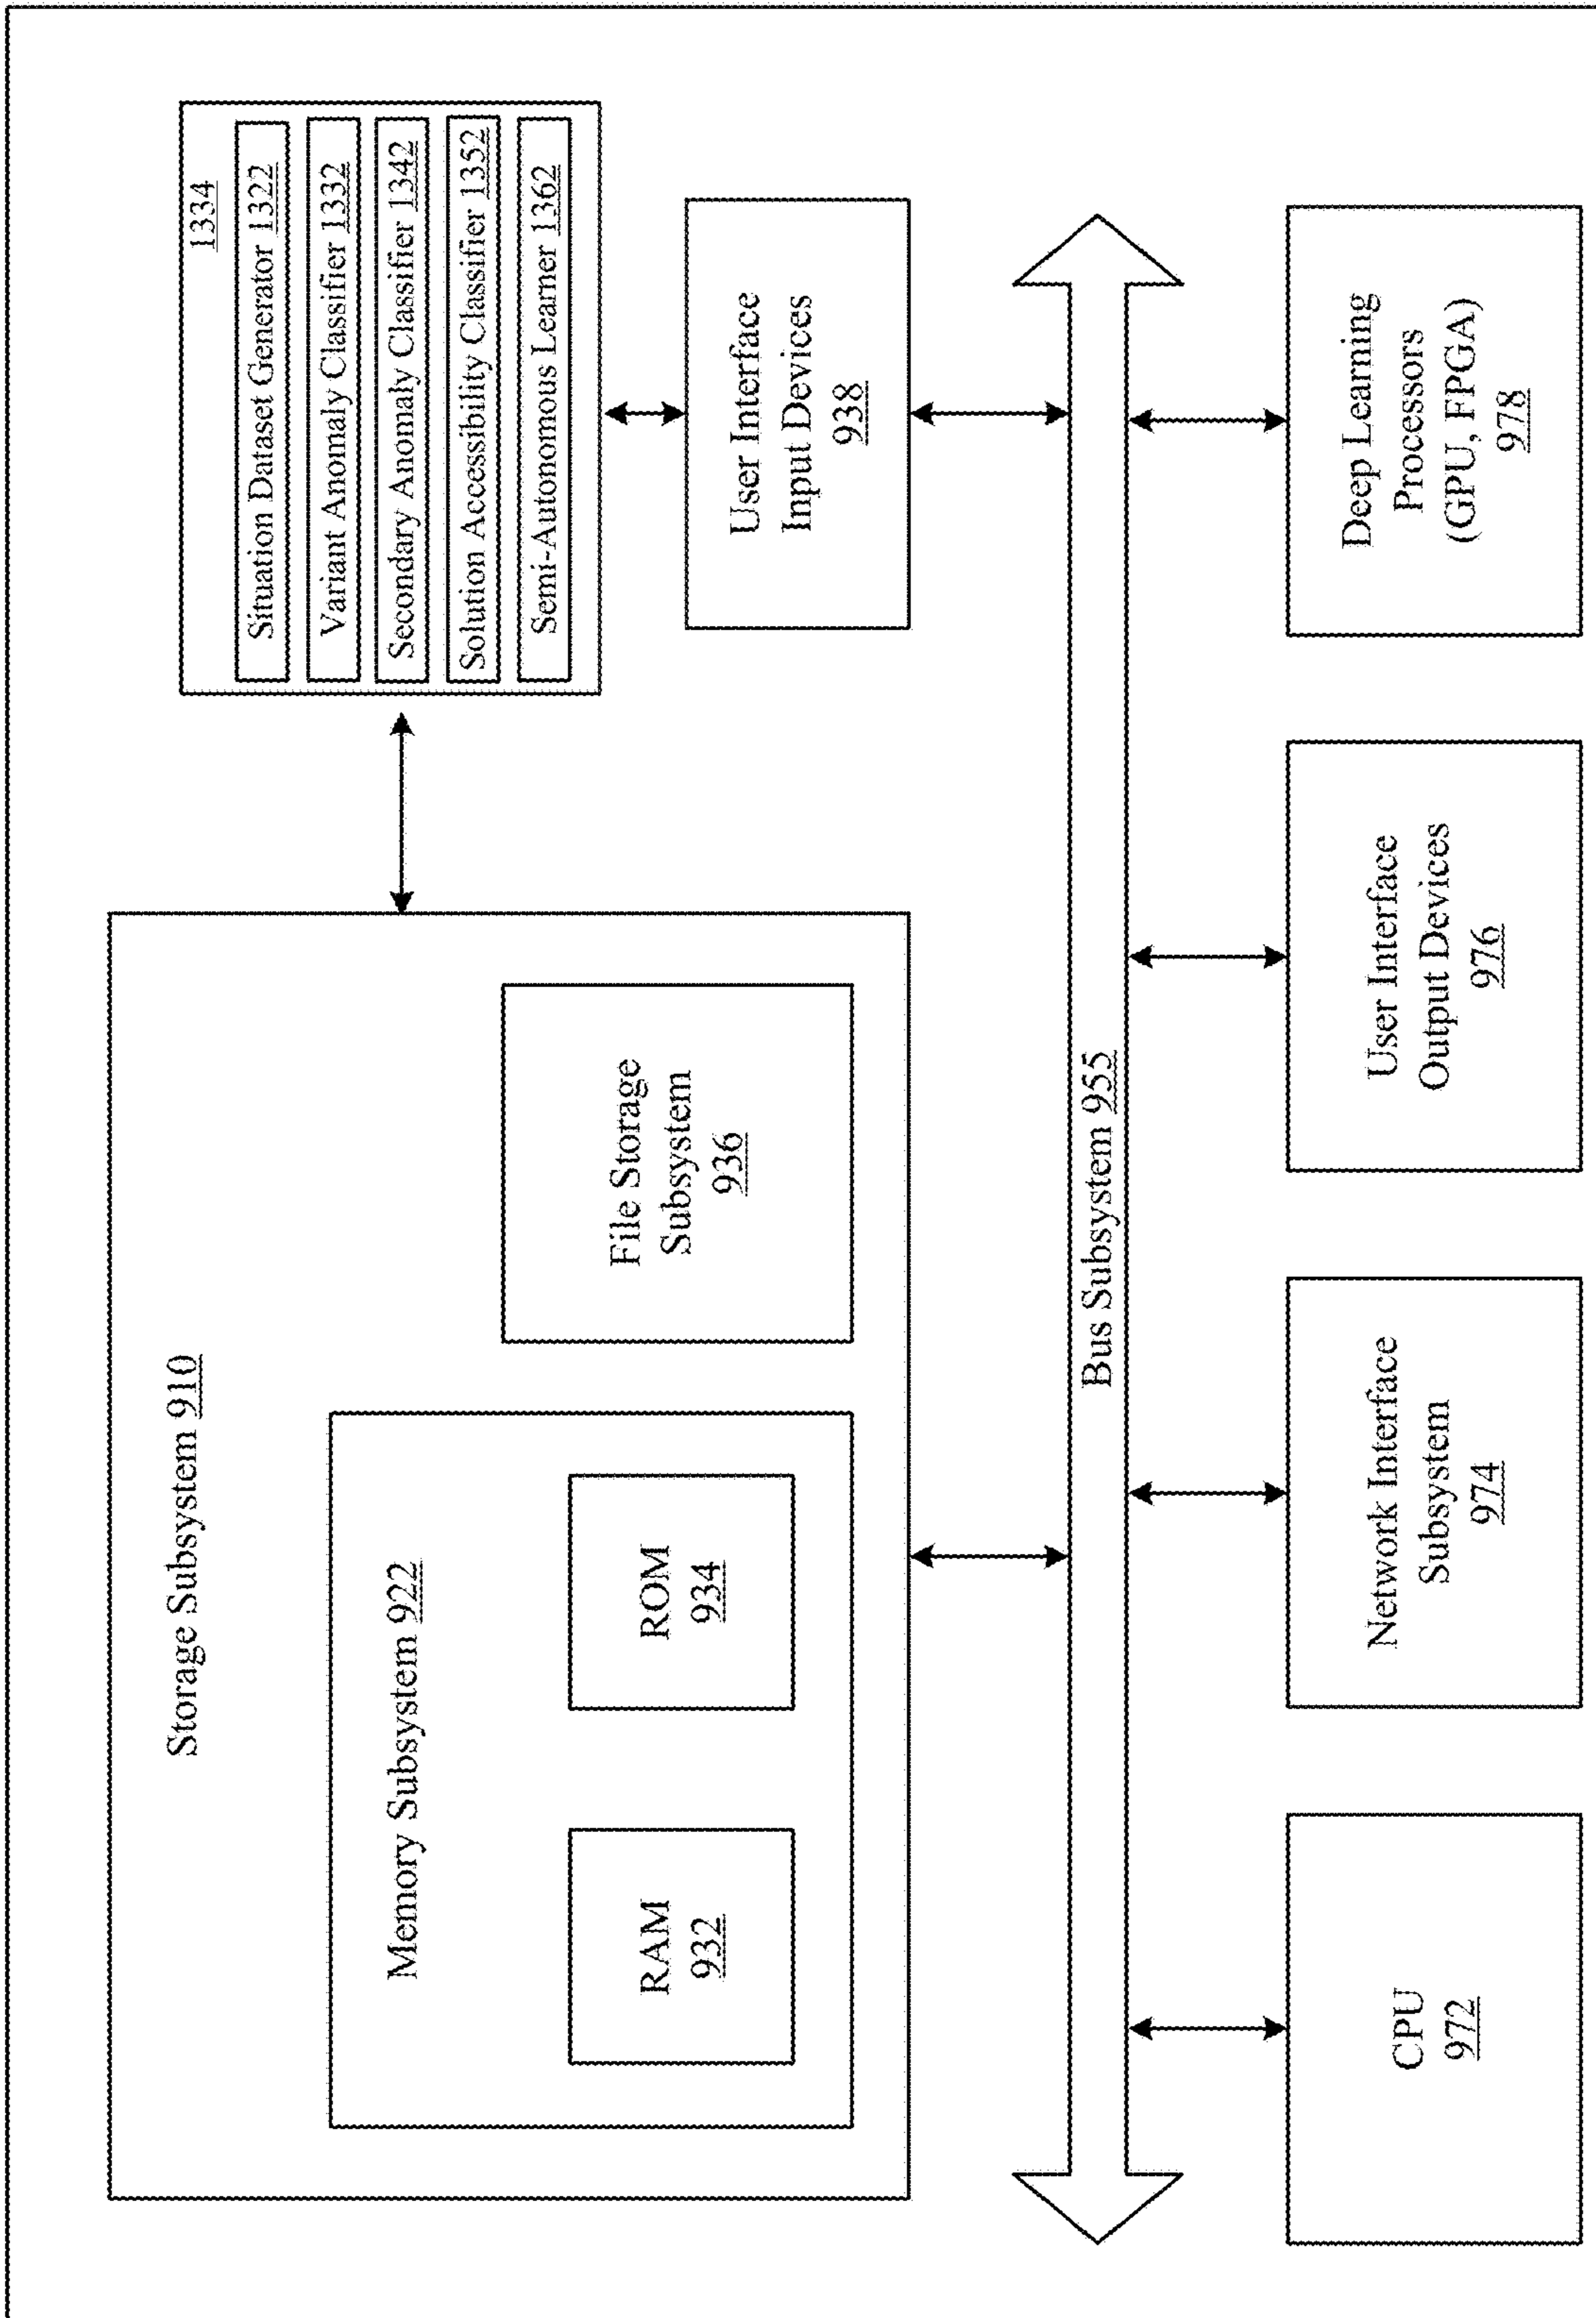 Storage Subsystem 910
Memory Subsystem 922
RAM
932
ROM
934
File Storage
Subsystem
936
1334
Situation Dataset Generator 1322
Variant Anomaly Classifier 1332
Secondary Anomaly Classifier 1342
Solution Accessibility Classifier 1352
Semi-Autonomous Learner 1362
User Interface
Input Devices
938
Bus Subsystem 955
CPU
972
Network Interface
Subsystem
974
User Interface
Output Devices
976
Deep Learning
Processors
(GPU, FPGA)
978